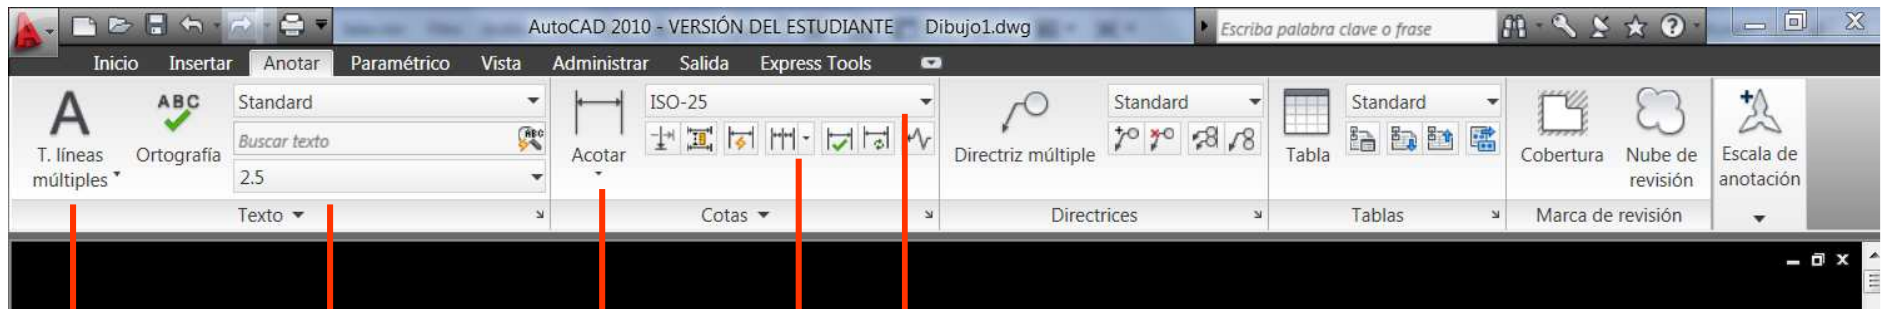 AutoCAD 2010 - VERSIÓN DEL ESTUDIANTE Dibujo1.dwg Escriba palabra clave o frase
Inicio Insertar Anotar Paramétrico Vista Administrar Salida Express Tools
A ABC Standard ISO-25 Standard Standard
Buscar texto ABC
T. líneas múltiples Ortografía Acotar Directriz múltiple Tabla Cobertura Nube de revisión Escala de anotación
2.5
Texto Cotas Directrices Tablas Marca de revisión